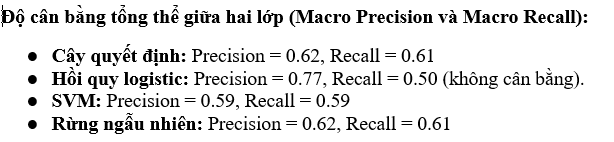 Độ cân bằng tổng thể giữa hai lớp (Macro Precision và Macro Recall):
● Cây quyết định: Precision = 0.62, Recall = 0.61
● Hồi quy logistic: Precision = 0.77, Recall = 0.50 (không cân bằng).
● SVM: Precision = 0.59, Recall = 0.59
● Rừng ngẫu nhiên: Precision = 0.62, Recall = 0.61